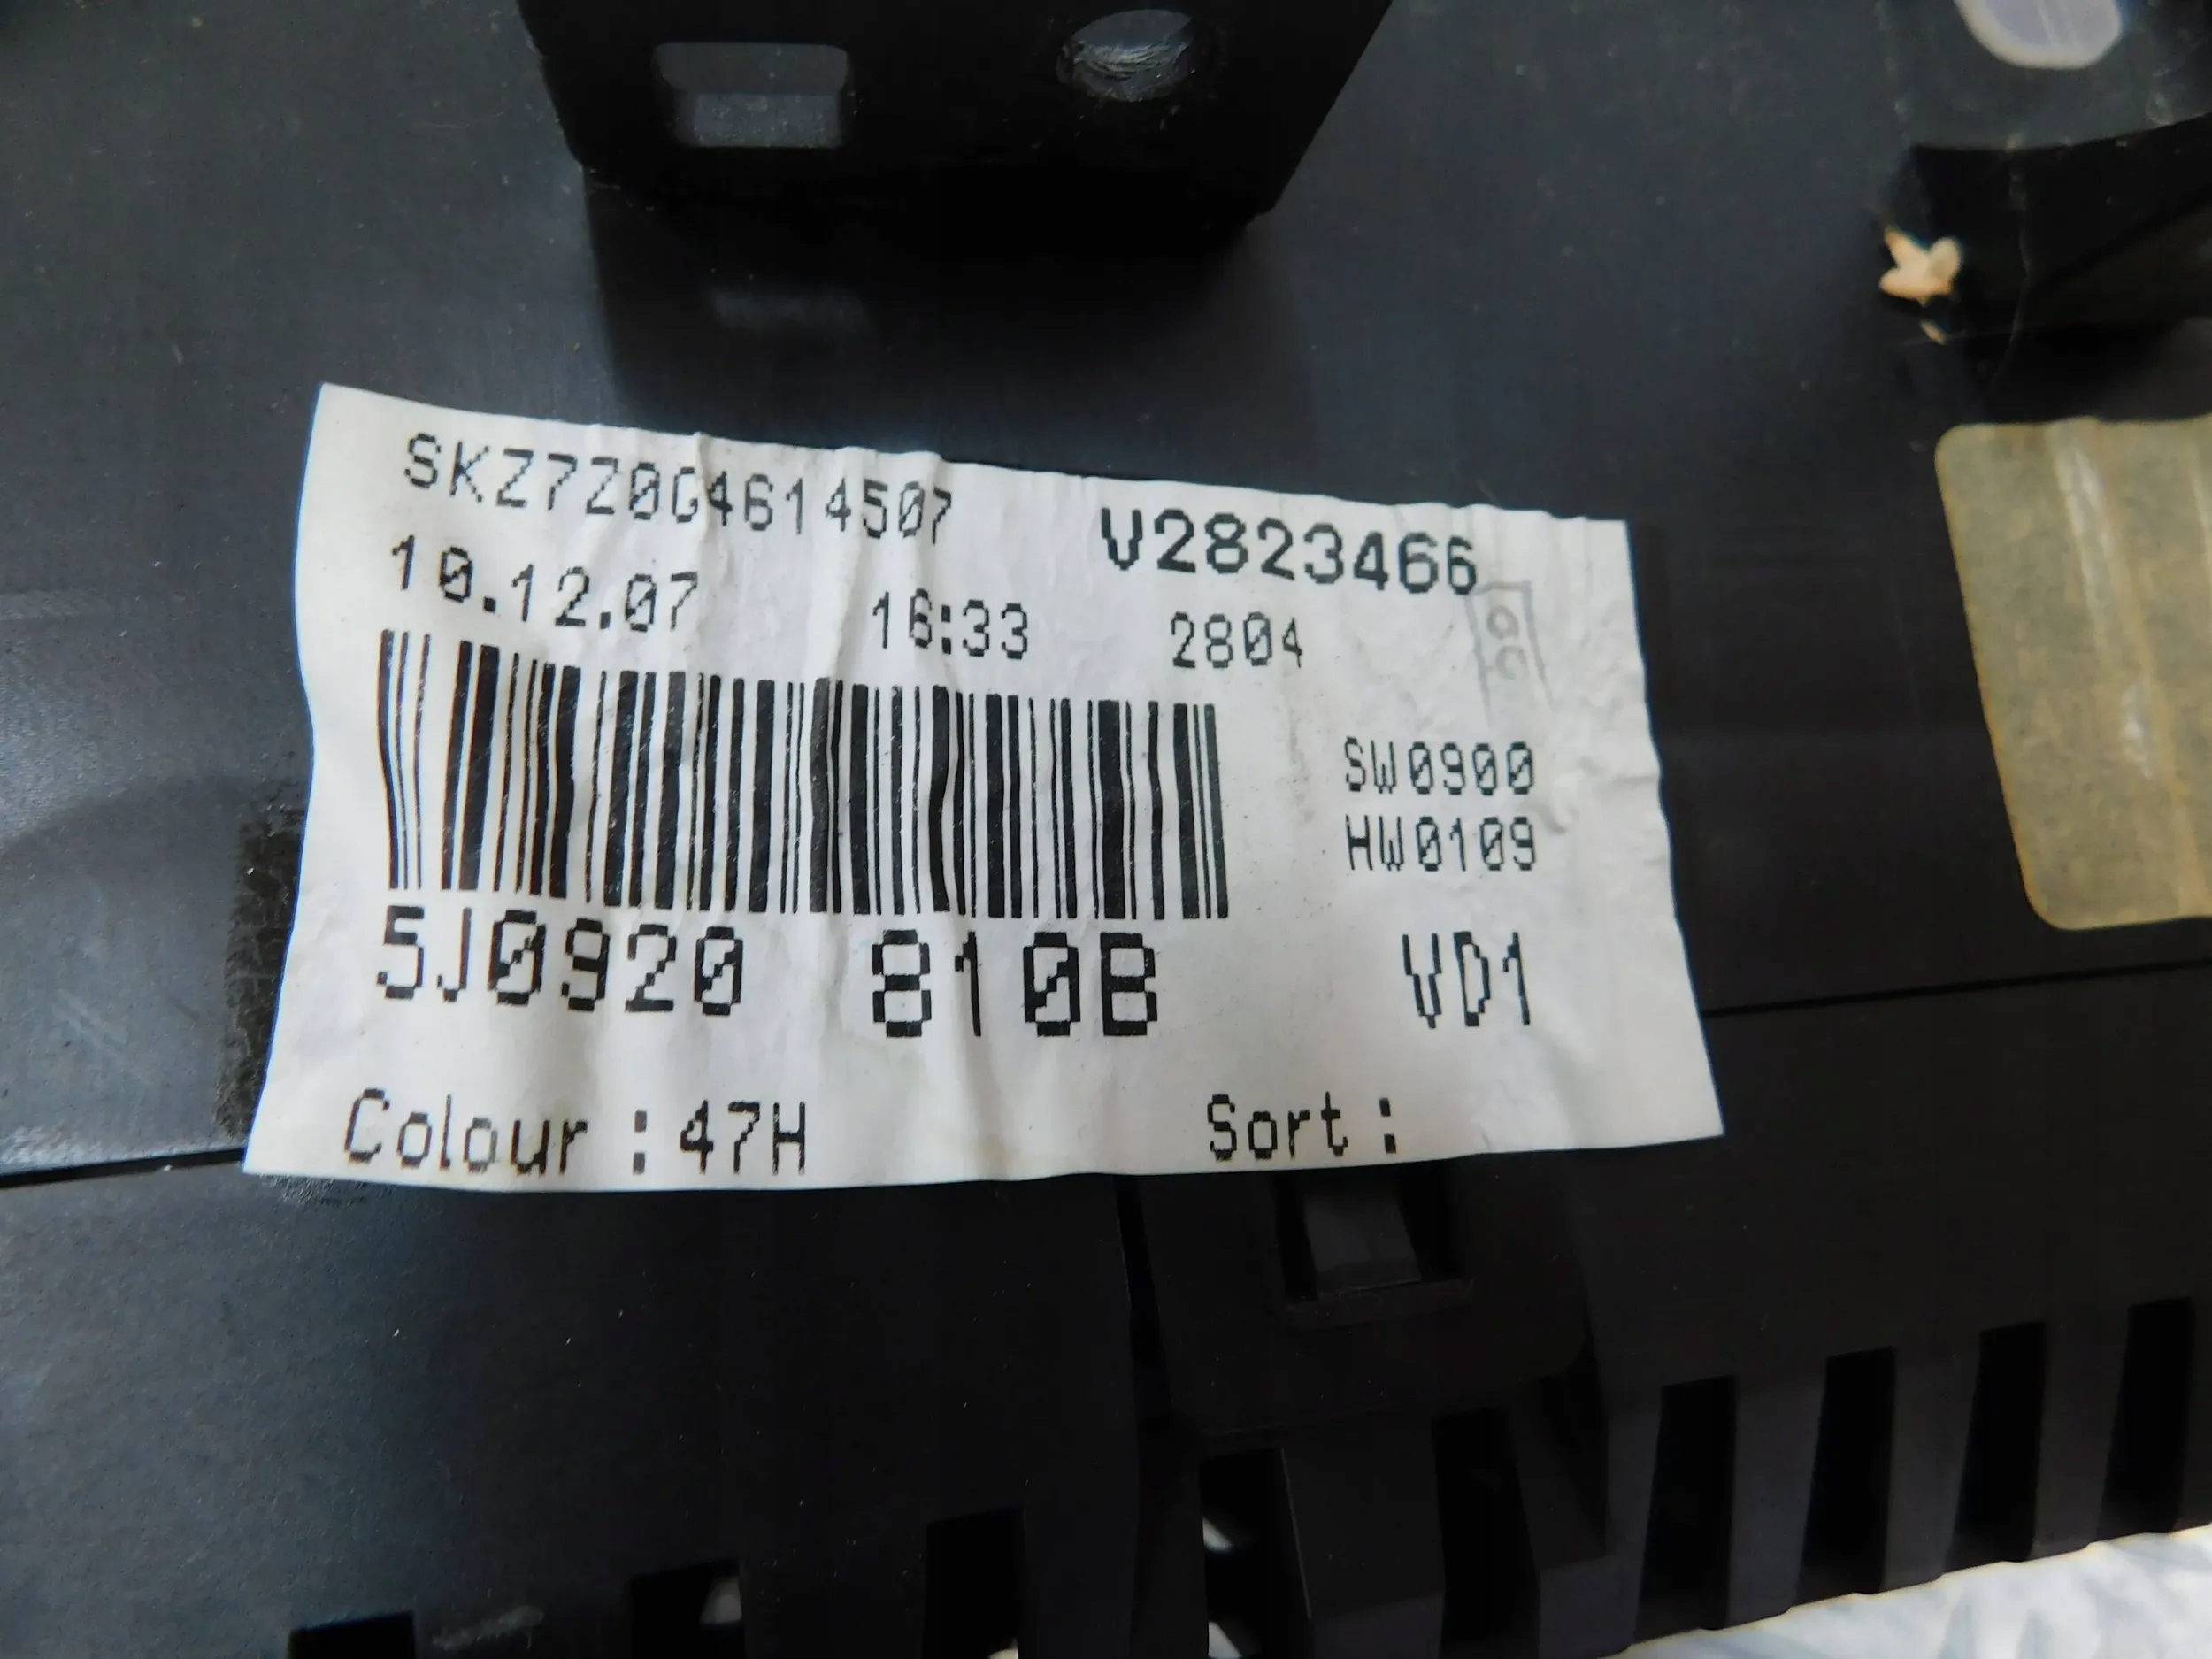 SKZ7Z0G4614507 V2823466
10.12.07 16:33 2804
SW0900
HW0109
5J0920 810B VD1
Colour :47H Sort :